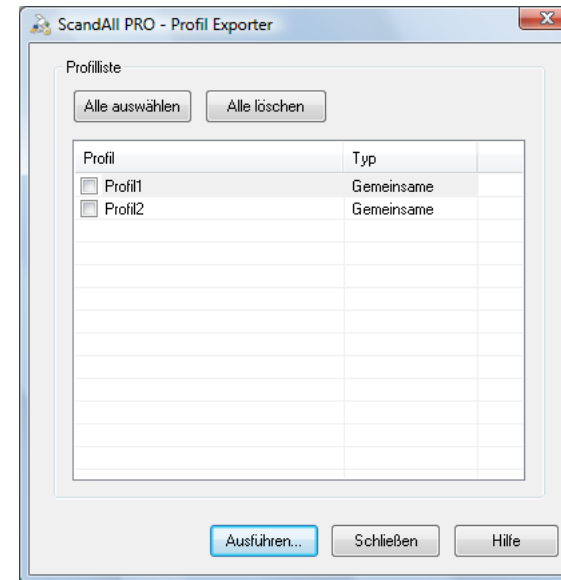 ScandAll PRO - Profil Exporter
Profilliste
Alle auswählen Alle löschen
Profil Typ
Profil1 Gemeinsame
Profil2 Gemeinsame
Ausführen... Schließen Hilfe